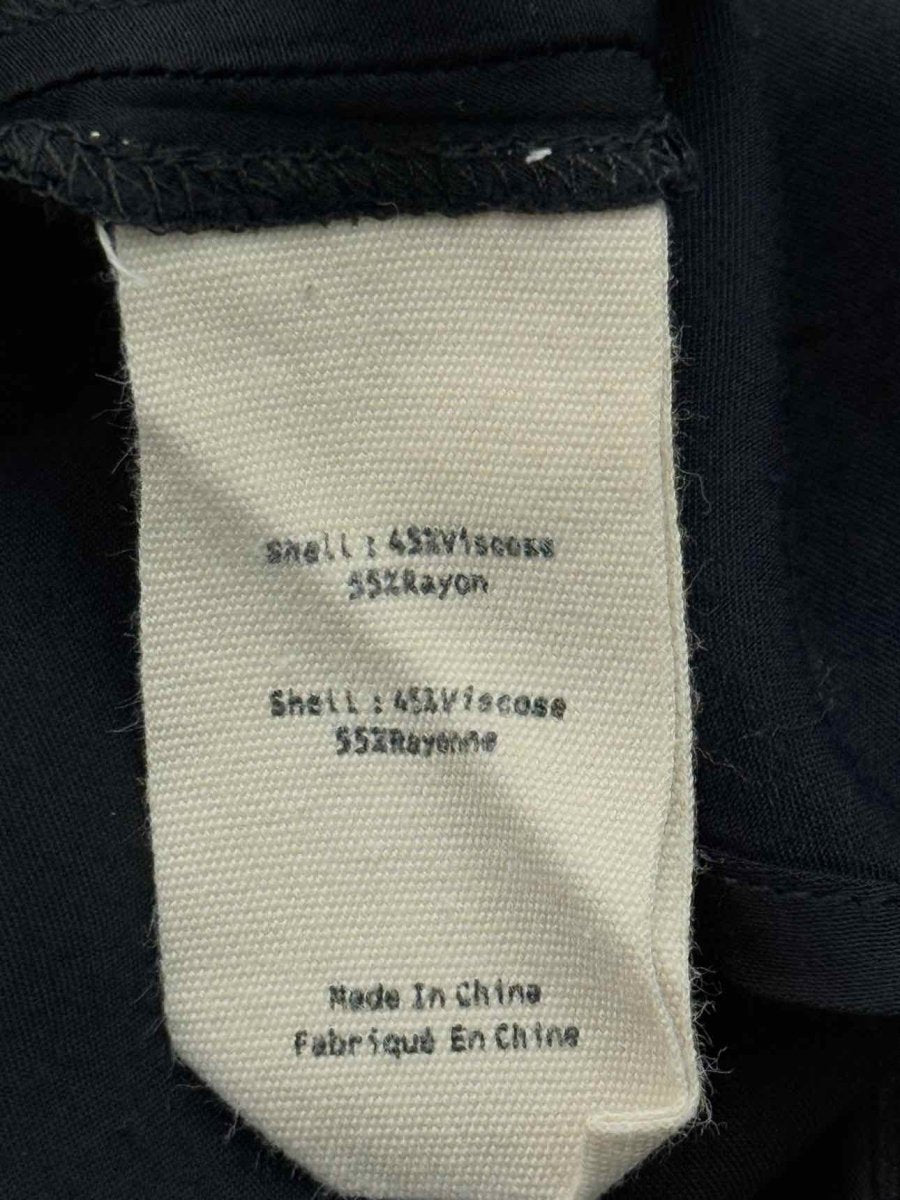 Shell : 45%Viscose
55%Rayon
Shell : 45%Viscose
55%Rayonne
Made In China
Fabriqué En Chine